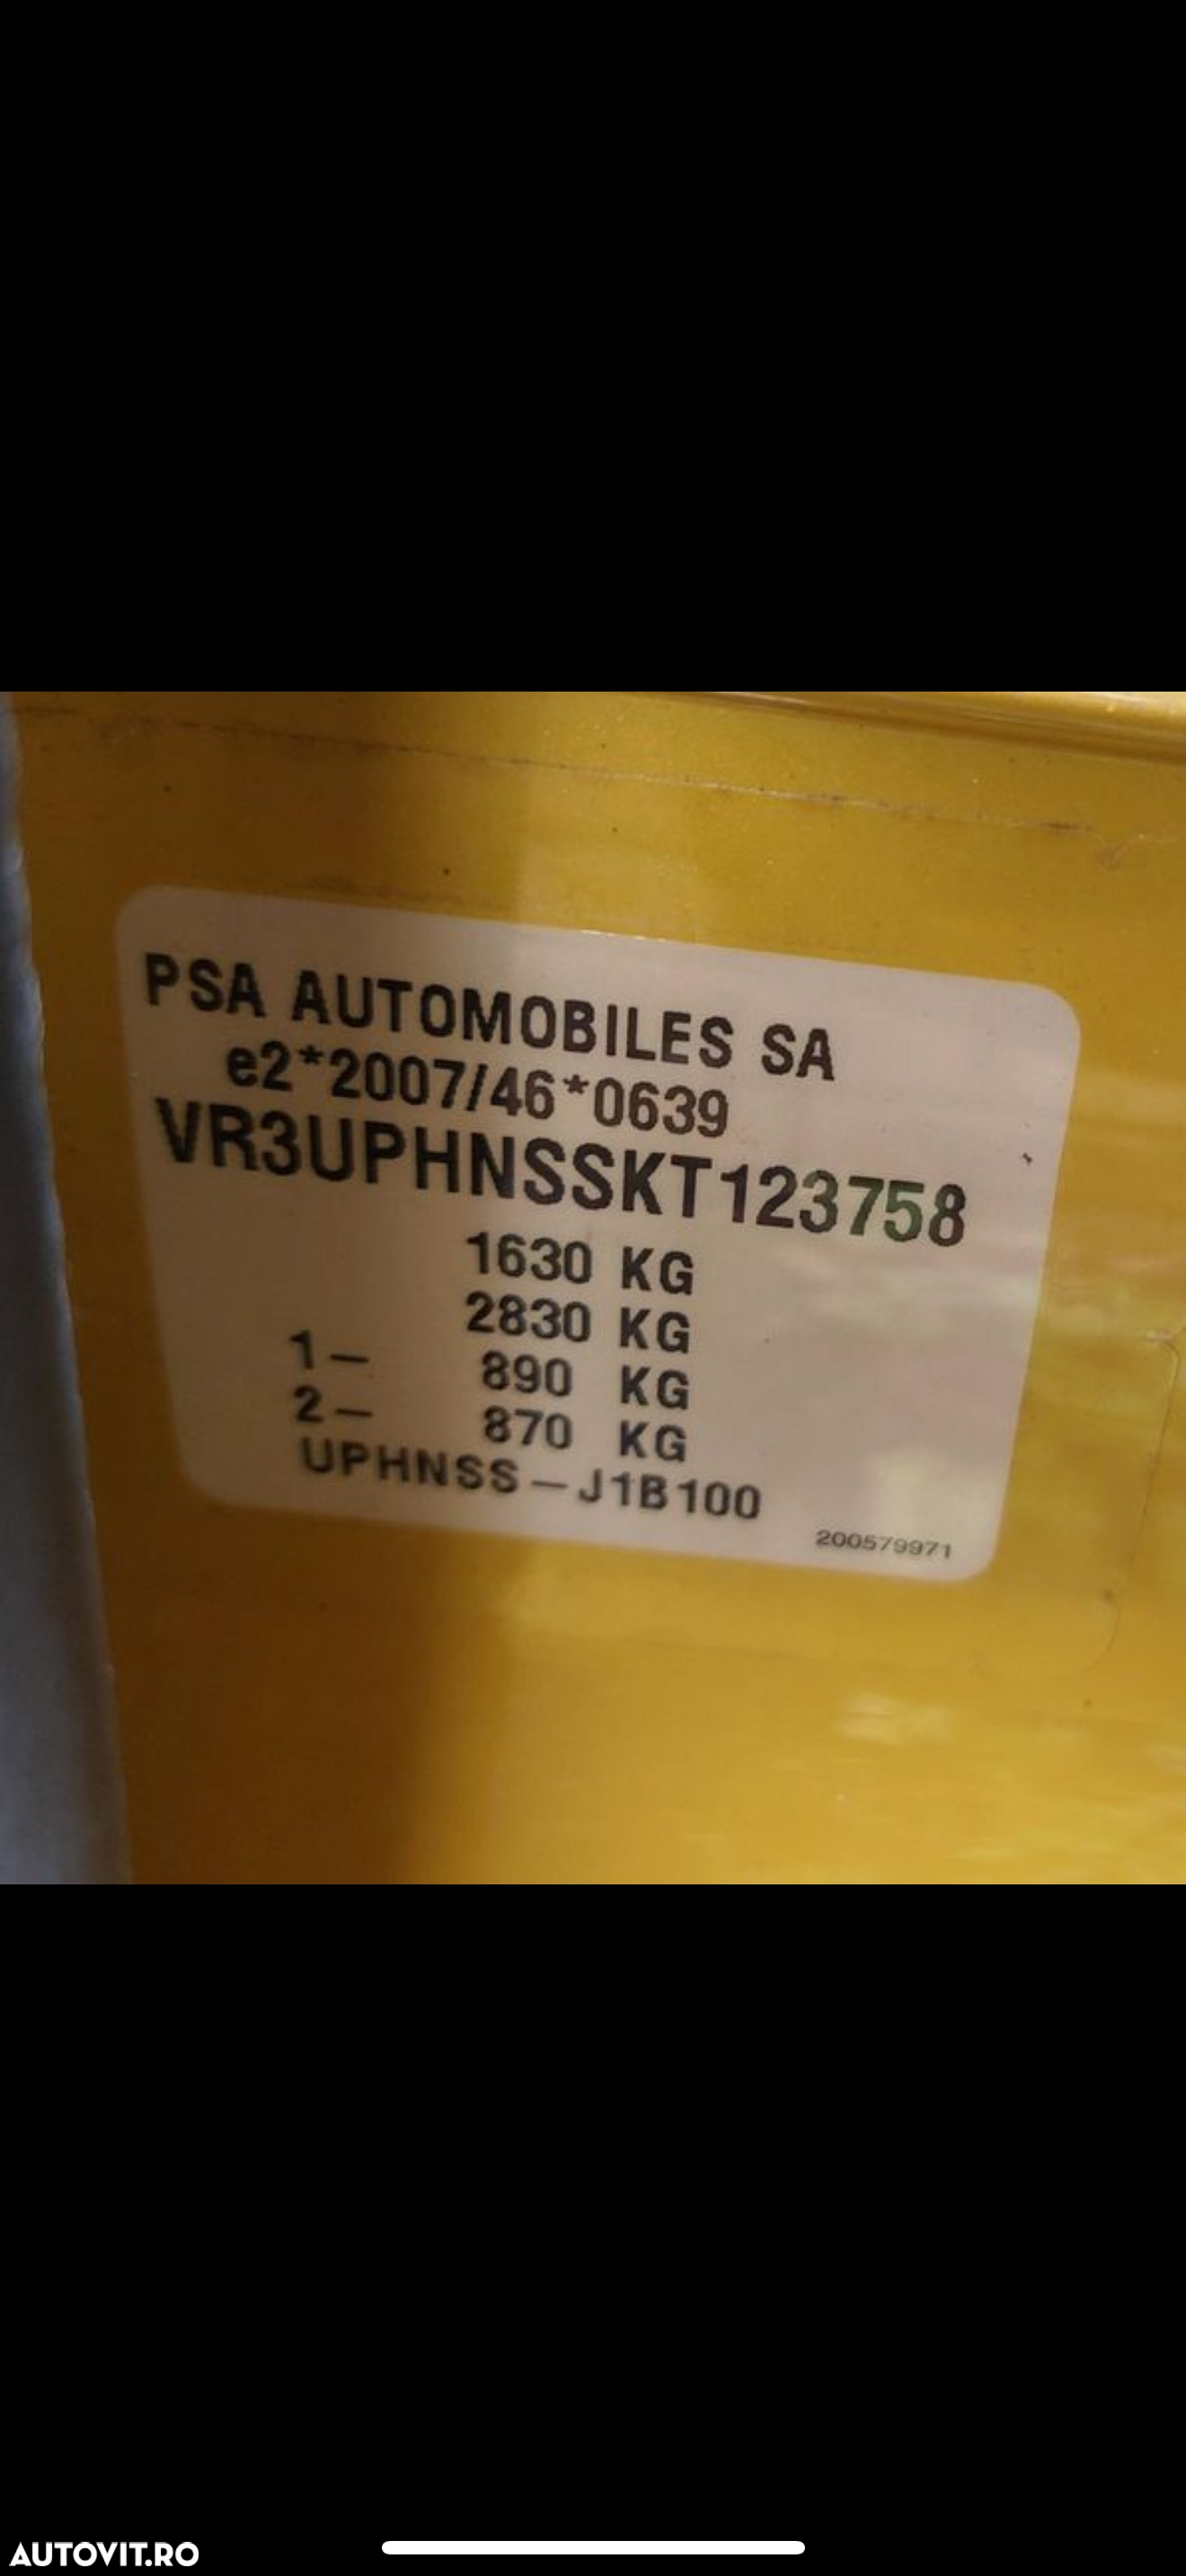 PSA AUTOMOBILES SA
e2*2007/46*0639
VR3UPHNSSKT123758
1630 KG
2830 KG
1- 890 KG
2- 870 KG
UPHNSS-J1B100
200579971
AUTOVIT.RO